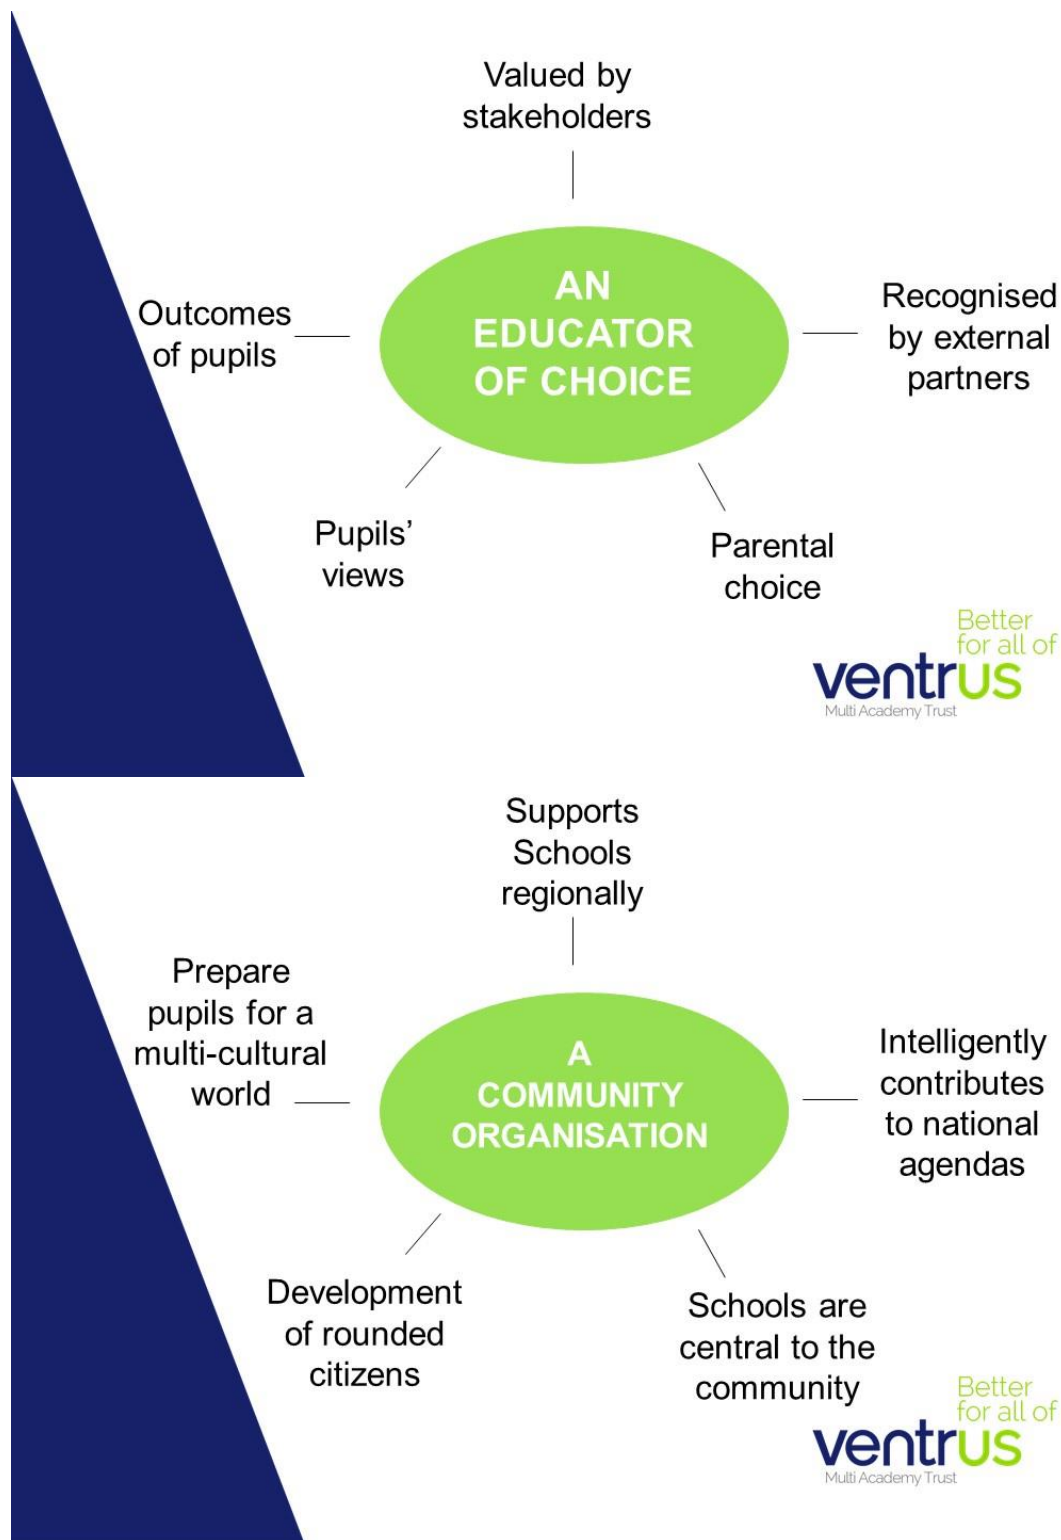 Valued by
stakeholders
AN
EDUCATOR
OF CHOICE
Outcomes
of pupils
Recognised
by external
partners
Pupils’
views
Parental
choice
Better
for all of
ventrus
Multi Academy Trust
Supports
Schools
regionally
Prepare
pupils for a
multi-cultural
world
A
COMMUNITY
ORGANISATION
Intelligently
contributes
to national
agendas
Development
of rounded
citizens
Schools are
central to the
community
Better
for all of
ventrus
Multi Academy Trust